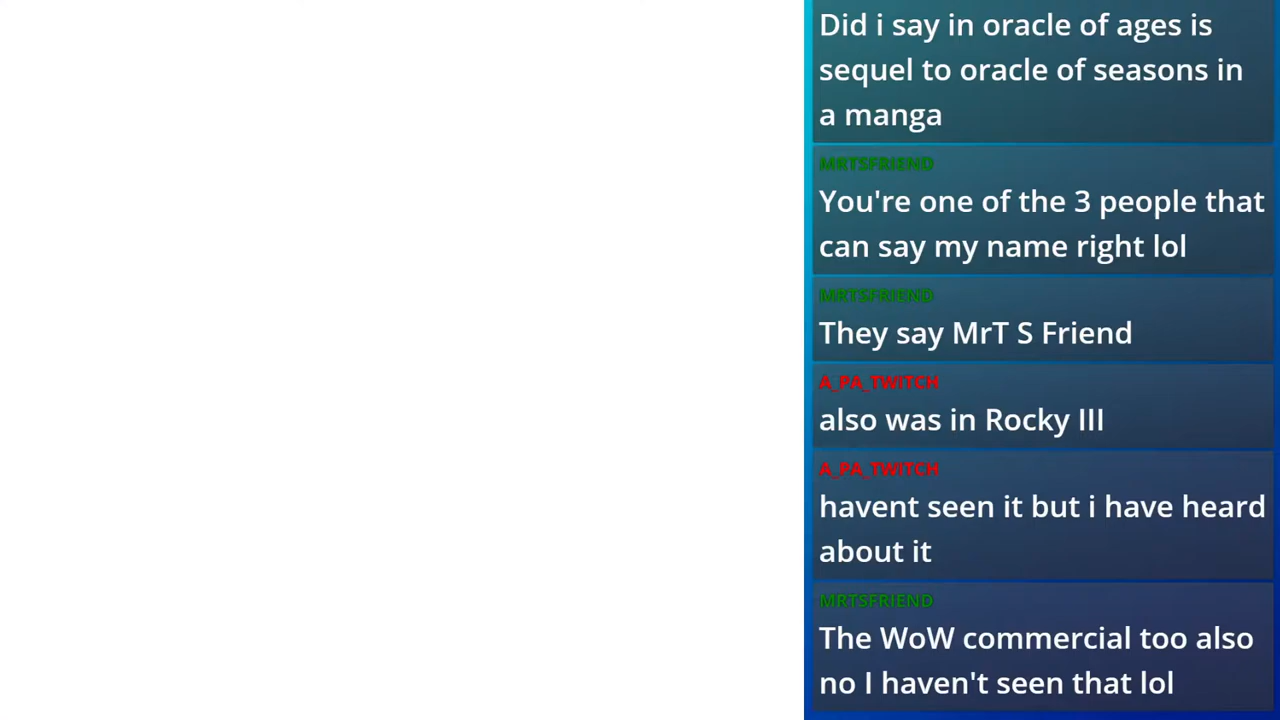 Did i say in oracle of ages is
sequel to oracle of seasons in
a manga
MRTSFRIEND
You're one of the 3 people that
can say my name right lol
MRTSFRIEND
They say MrT S Friend
A_PA_TWITCH
also was in Rocky III
A_PA_TWITCH
havent seen it but i have heard
about it
MRTSFRIEND
The WoW commercial too also
no I haven't seen that lol